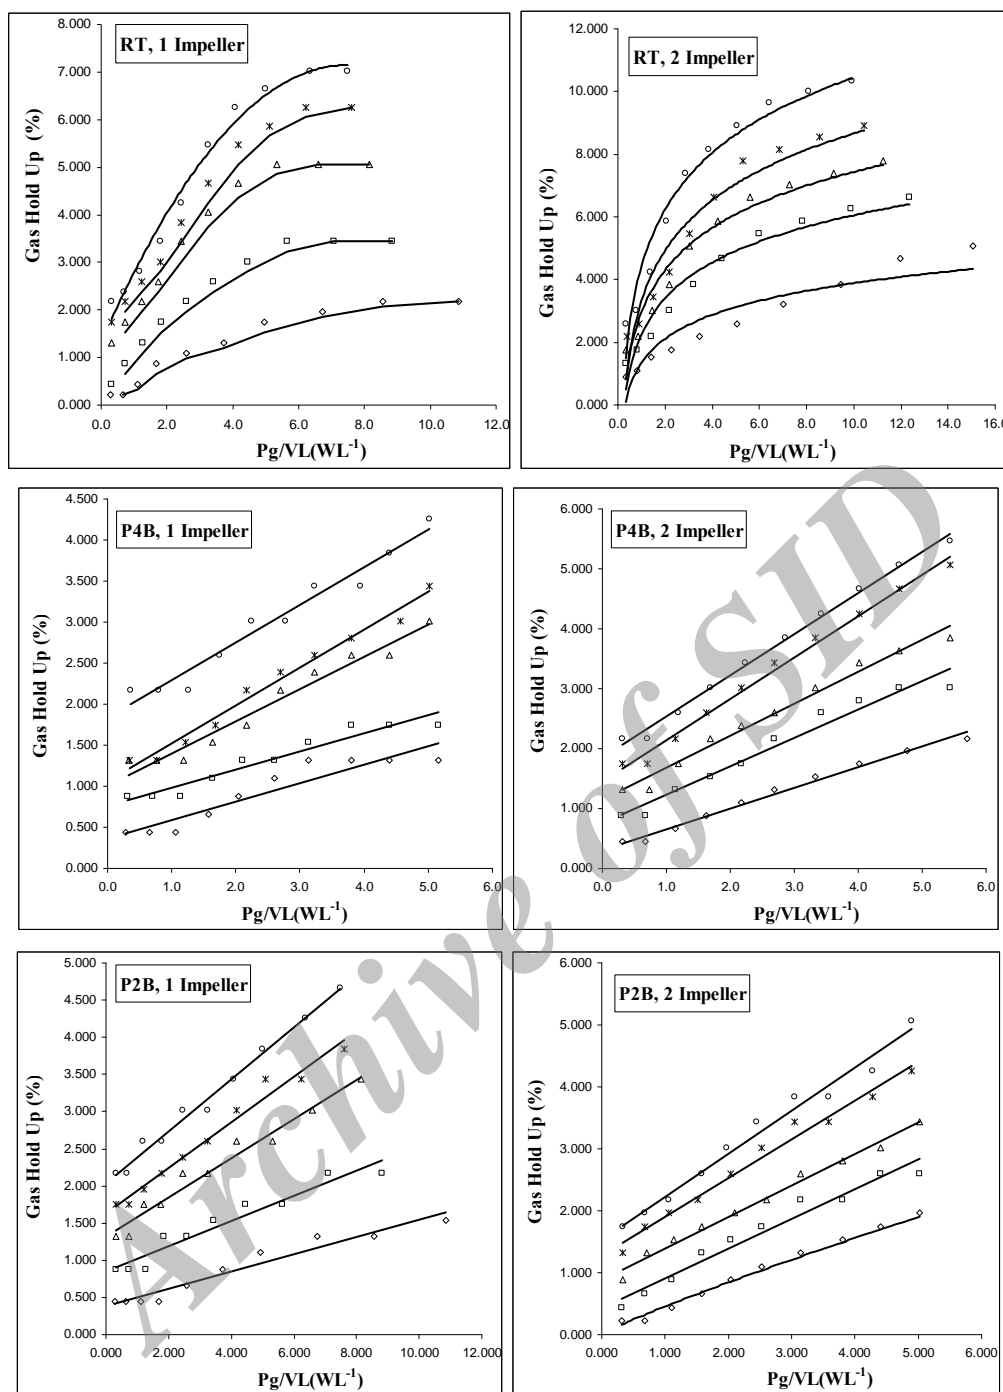 RT, 1 Impeller
Gas Hold Up (%)
8.000
7.000
6.000
5.000
4.000
3.000
2.000
1.000
0.000
0.0 2.0 4.0 6.0 8.0 10.0 12.0
Pg/VL(WL-1)
RT, 2 Impeller
Gas Hold Up (%)
12.000
10.000
8.000
6.000
4.000
2.000
0.000
0.0 2.0 4.0 6.0 8.0 10.0 12.0 14.0 16.0
Pg/VL(WL-1)
P4B, 1 Impeller
Gas Hold Up (%)
4.500
4.000
3.500
3.000
2.500
2.000
1.500
1.000
0.500
0.000
0.0 1.0 2.0 3.0 4.0 5.0 6.0
Pg/VL(WL-1)
P4B, 2 Impeller
Gas Hold Up (%)
6.000
5.000
4.000
3.000
2.000
1.000
0.000
0.0 1.0 2.0 3.0 4.0 5.0 6.0
Pg/VL(WL-1)
P2B, 1 Impeller
Gas Hold Up (%)
5.000
4.500
4.000
3.500
3.000
2.500
2.000
1.500
1.000
0.500
0.000
0.000 2.000 4.000 6.000 8.000 10.000 12.000
Pg/VL(WL-1)
P2B, 2 Impeller
Gas Hold Up (%)
6.000
5.000
4.000
3.000
2.000
1.000
0.000
0.000 1.000 2.000 3.000 4.000 5.000 6.000
Pg/VL(WL-1)
Archive of SID